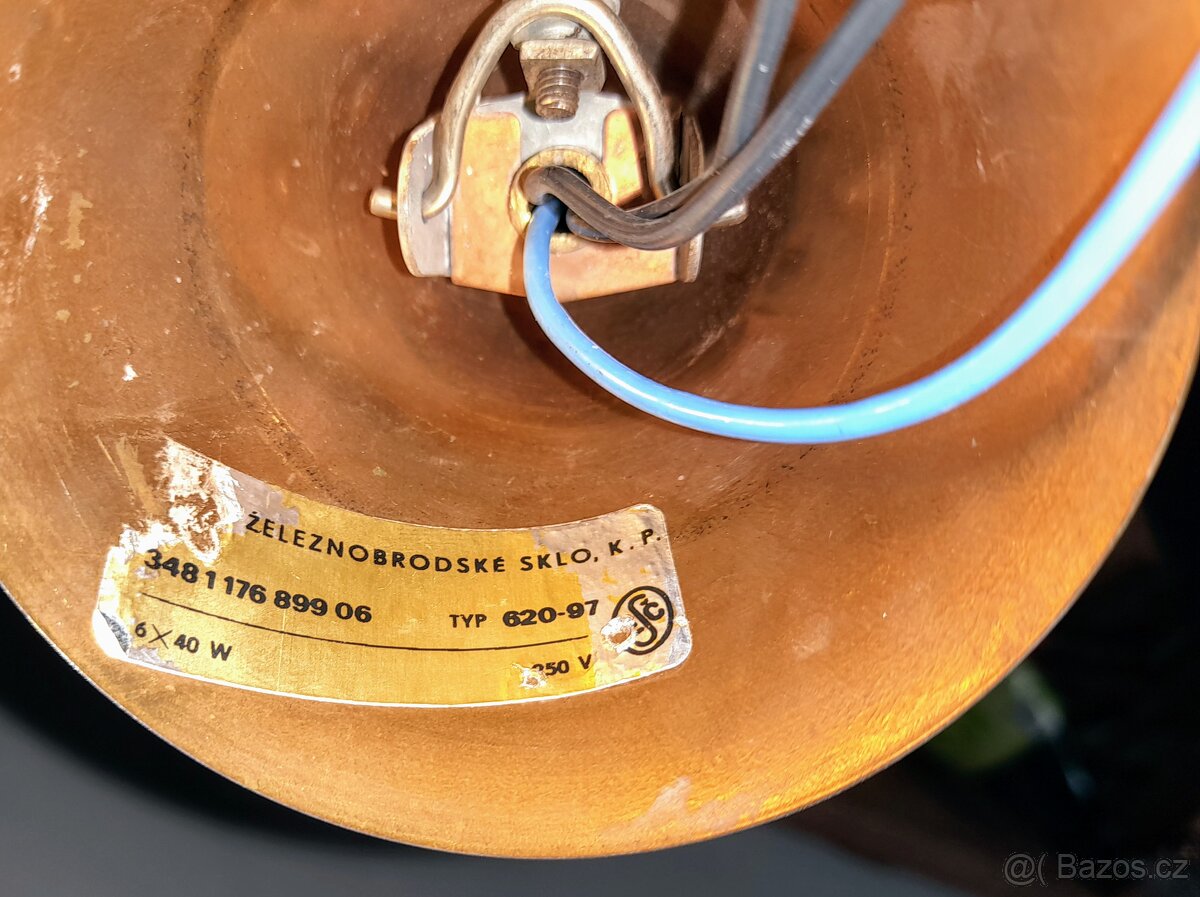 ŽELEZNOBRODSKÉ SKLO, K. P.
348 1 176 899 06 TYP 620-97
6 X 40 W 250 V
@( Bazos.cz